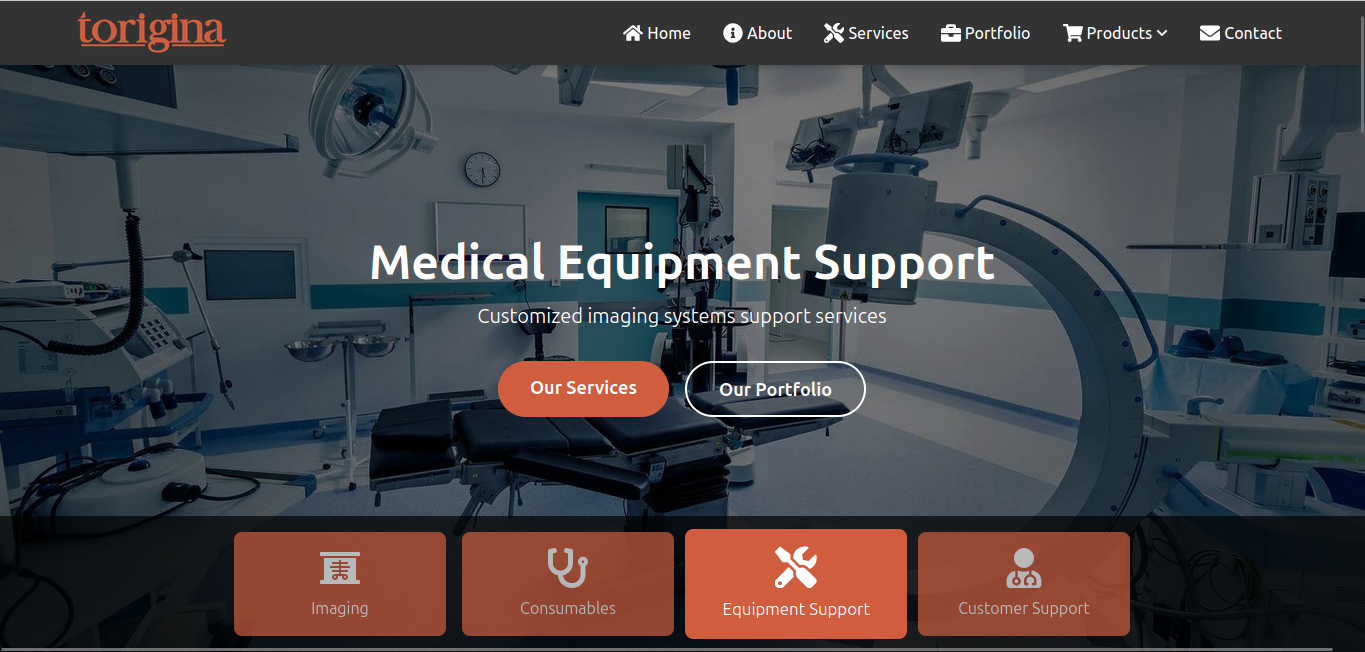 torigina
Home About Services Portfolio Products Contact
Medical Equipment Support
Customized imaging systems support services
Our Services Our Portfolio
Imaging Consumables Equipment Support Customer Support